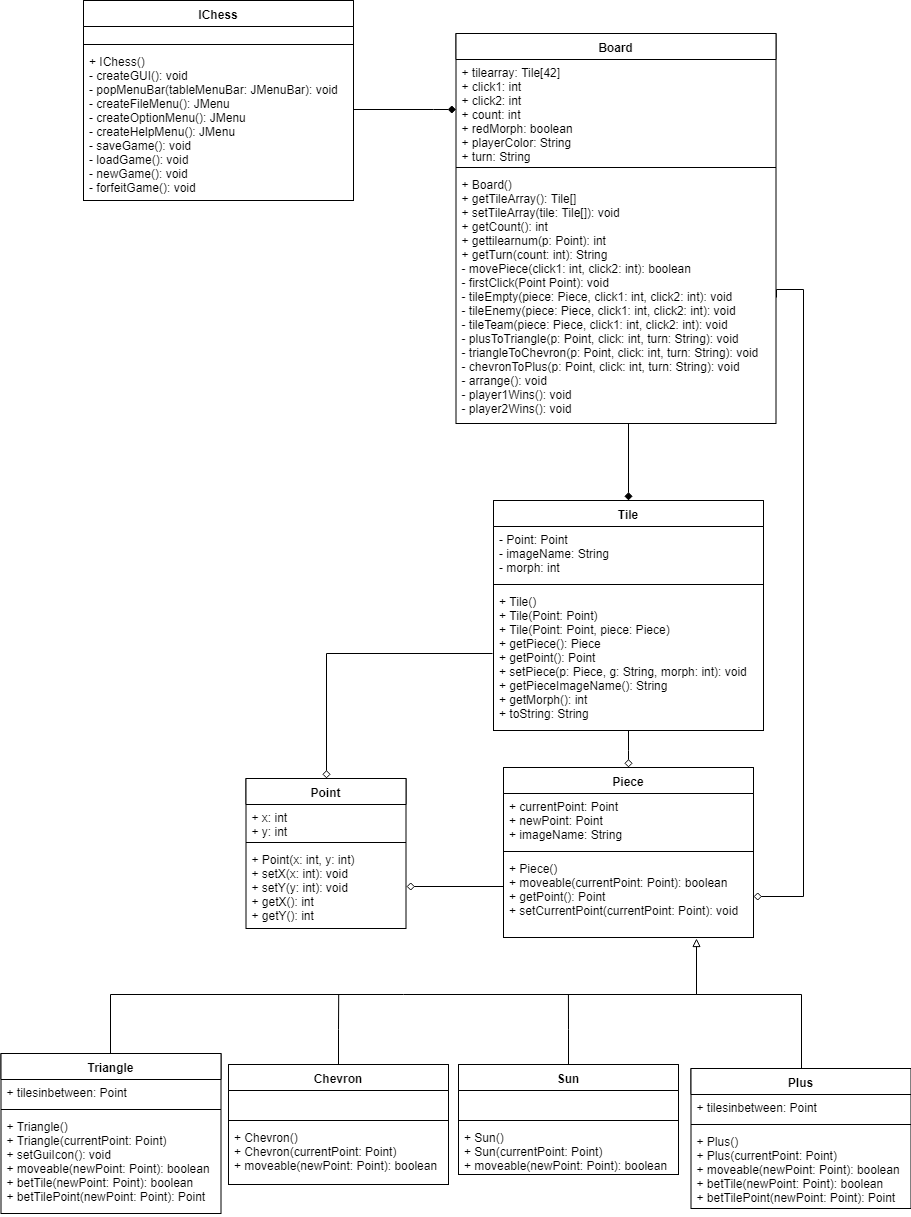 IChess
+ IChess()
- createGUI(): void
- popMenuBar(tableMenuBar: JMenuBar): void
- createFileMenu(): JMenu
- createOptionMenu(): JMenu
- createHelpMenu(): JMenu
- saveGame(): void
- loadGame(): void
- newGame(): void
- forfeitGame(): void
Board
+ tilearray: Tile[42]
+ click1: int
+ click2: int
+ count: int
+ redMorph: boolean
+ playerColor: String
+ turn: String
+ Board()
+ getTileArray(): Tile[]
+ setTileArray(tile: Tile[]): void
+ getCount(): int
+ gettilearnum(p: Point): int
+ getTurn(count: int): String
- movePiece(click1: int, click2: int): boolean
- firstClick(Point Point): void
- tileEmpty(piece: Piece, click1: int, click2: int): void
- tileEnemy(piece: Piece, click1: int, click2: int): void
- tileTeam(piece: Piece, click1: int, click2: int): void
- plusToTriangle(p: Point, click: int, turn: String): void
- triangleToChevron(p: Point, click: int, turn: String): void
- chevronToPlus(p: Point, click: int, turn: String): void
- arrange(): void
- player1Wins(): void
- player2Wins(): void
Tile
- Point: Point
- imageName: String
- morph: int
+ Tile()
+ Tile(Point: Point)
+ Tile(Point: Point, piece: Piece)
+ getPiece(): Piece
+ getPoint(): Point
+ setPiece(p: Piece, g: String, morph: int): void
+ getPieceImageName(): String
+ getMorph(): int
+ toString: String
Point
+ x: int
+ y: int
+ Point(x: int, y: int)
+ setX(x: int): void
+ setY(y: int): void
+ getX(): int
+ getY(): int
Piece
+ currentPoint: Point
+ newPoint: Point
+ imageName: String
+ Piece()
+ moveable(currentPoint: Point): boolean
+ getPoint(): Point
+ setCurrentPoint(currentPoint: Point): void
Triangle
+ tilesinbetween: Point
+ Triangle()
+ Triangle(currentPoint: Point)
+ setGuiIcon(): void
+ moveable(newPoint: Point): boolean
+ betTile(newPoint: Point): boolean
+ betTilePoint(newPoint: Point): Point
Chevron
+ Chevron()
+ Chevron(currentPoint: Point)
+ moveable(newPoint: Point): boolean
Sun
+ Sun()
+ Sun(currentPoint: Point)
+ moveable(newPoint: Point): boolean
Plus
+ tilesinbetween: Point
+ Plus()
+ Plus(currentPoint: Point)
+ moveable(newPoint: Point): boolean
+ betTile(newPoint: Point): boolean
+ betTilePoint(newPoint: Point): Point